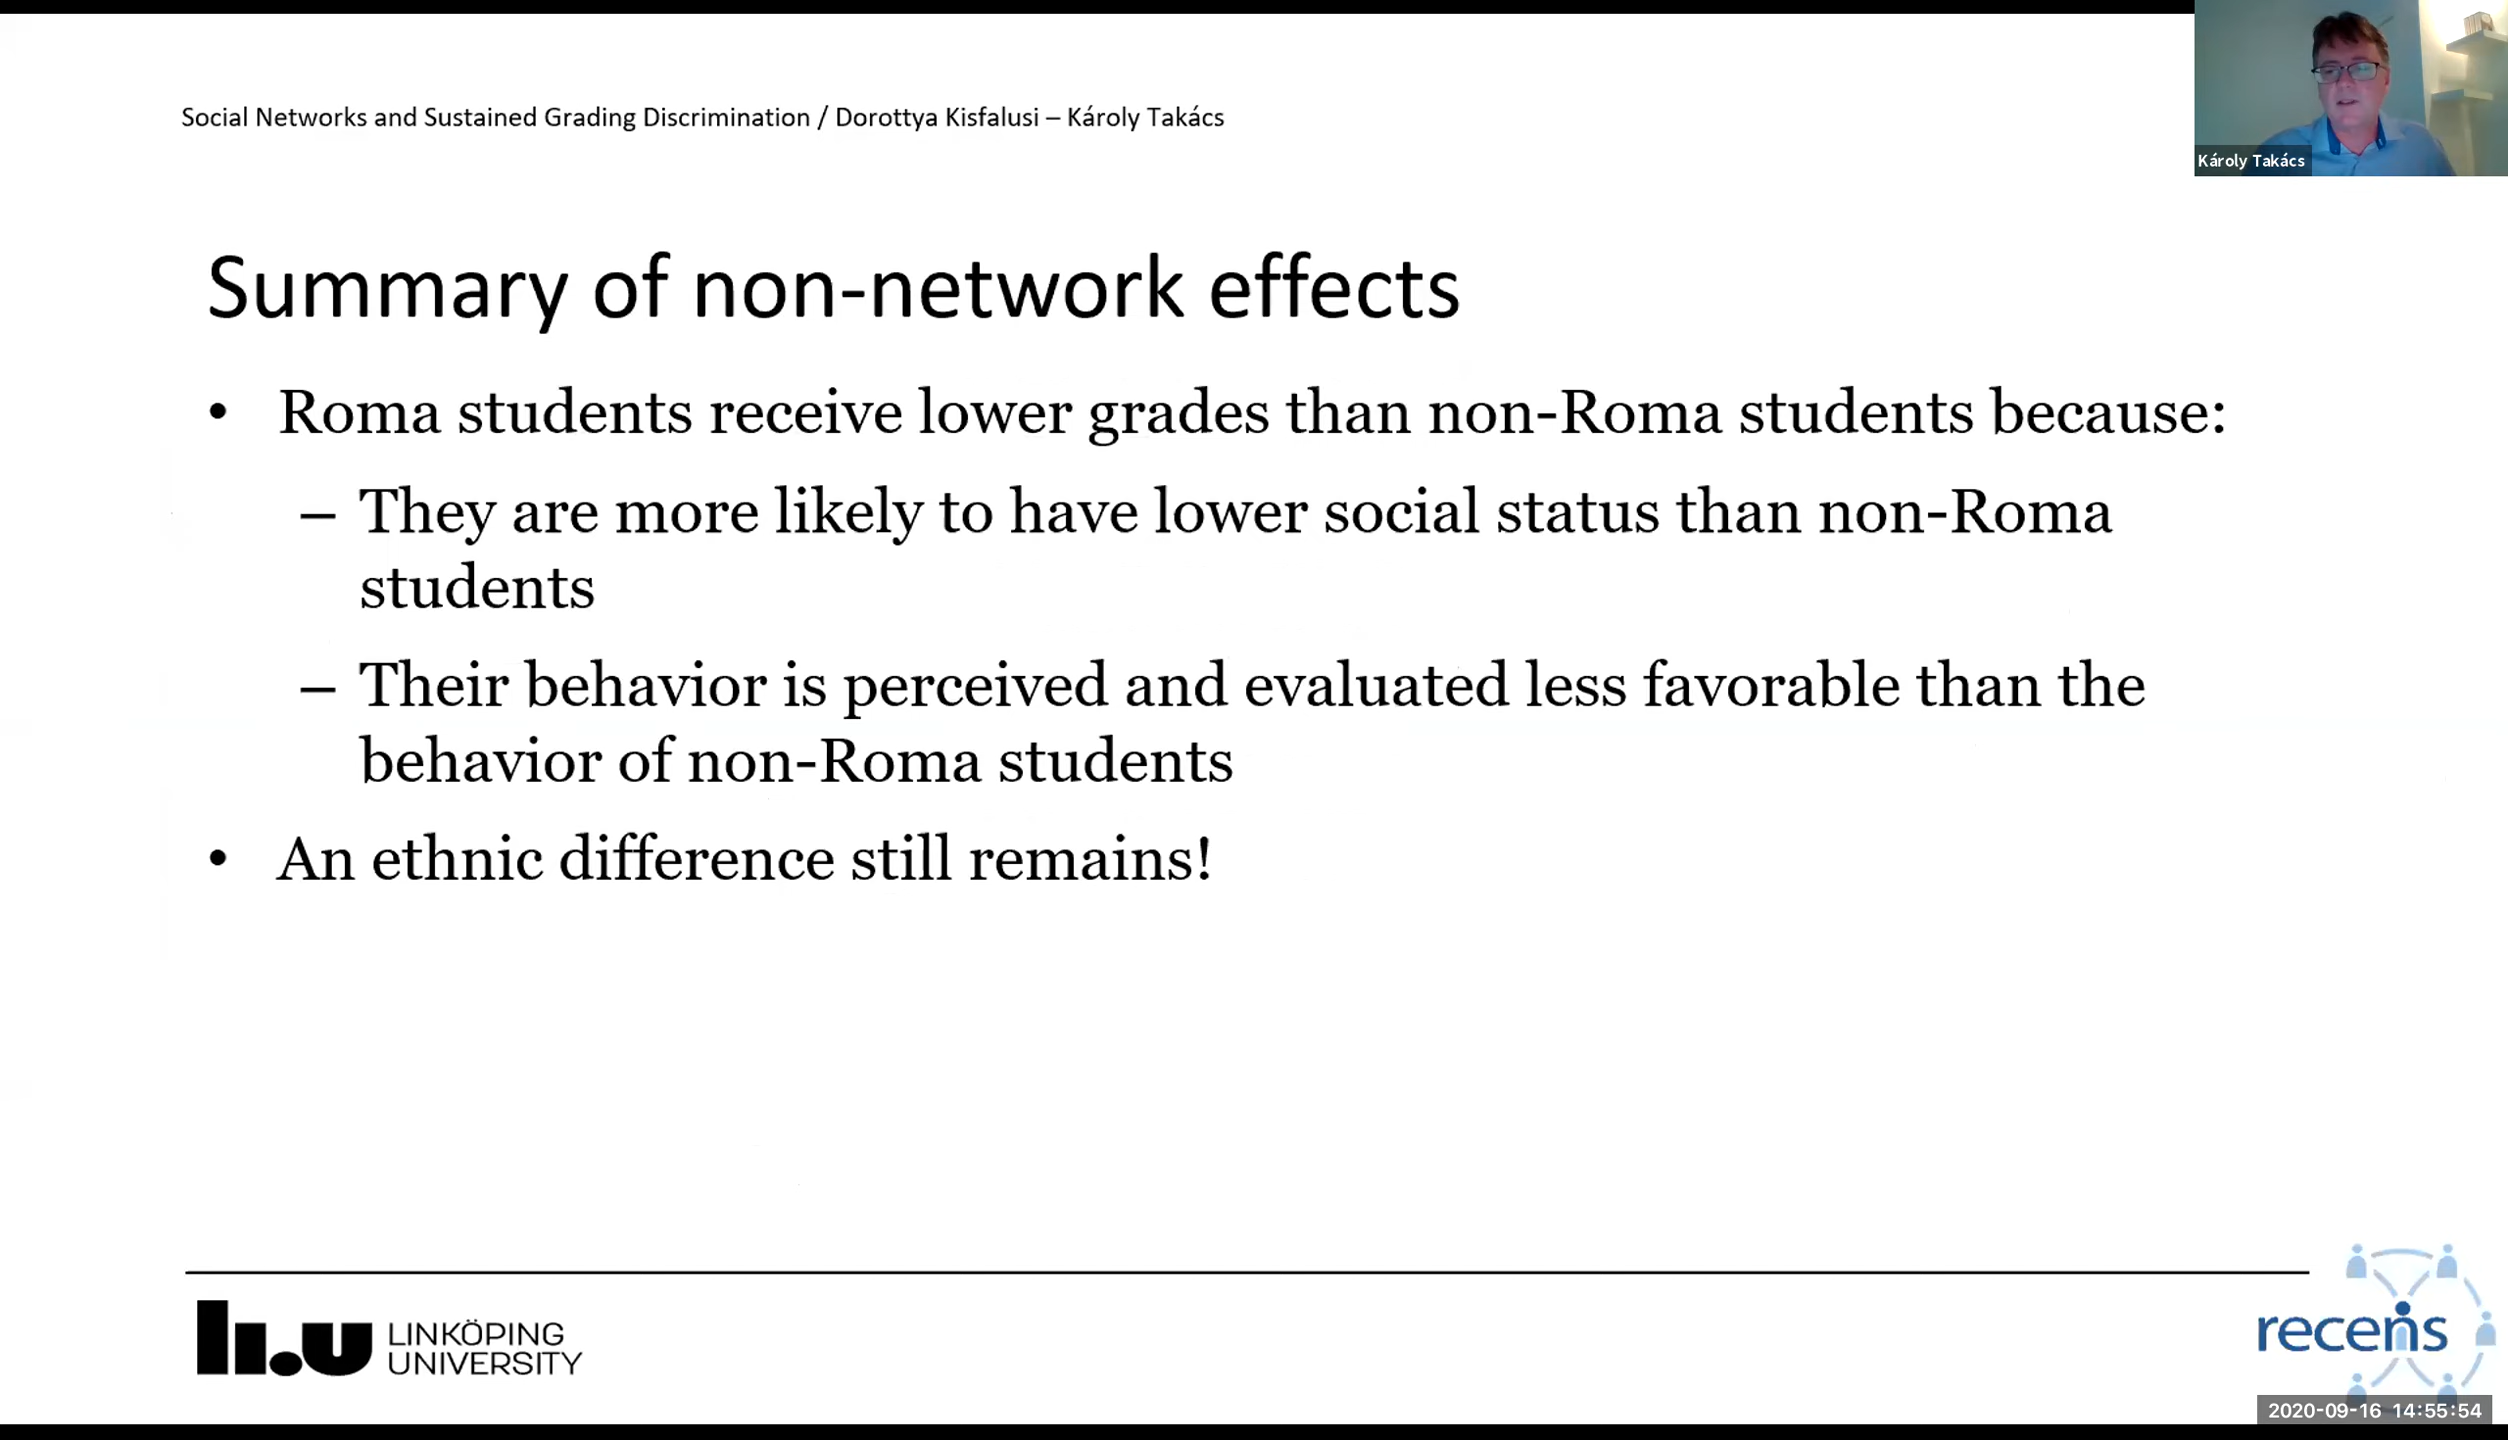 Social Networks and Sustained Grading Discrimination / Dorottya Kisfalusi – Károly Takács
Károly Takács
Summary of non-network effects
• Roma students receive lower grades than non-Roma students because:
– They are more likely to have lower social status than non-Roma
students
– Their behavior is perceived and evaluated less favorable than the
behavior of non-Roma students
• An ethnic difference still remains!
li.u LINKÖPING
UNIVERSITY
recens
2020-09-16 14:55:54